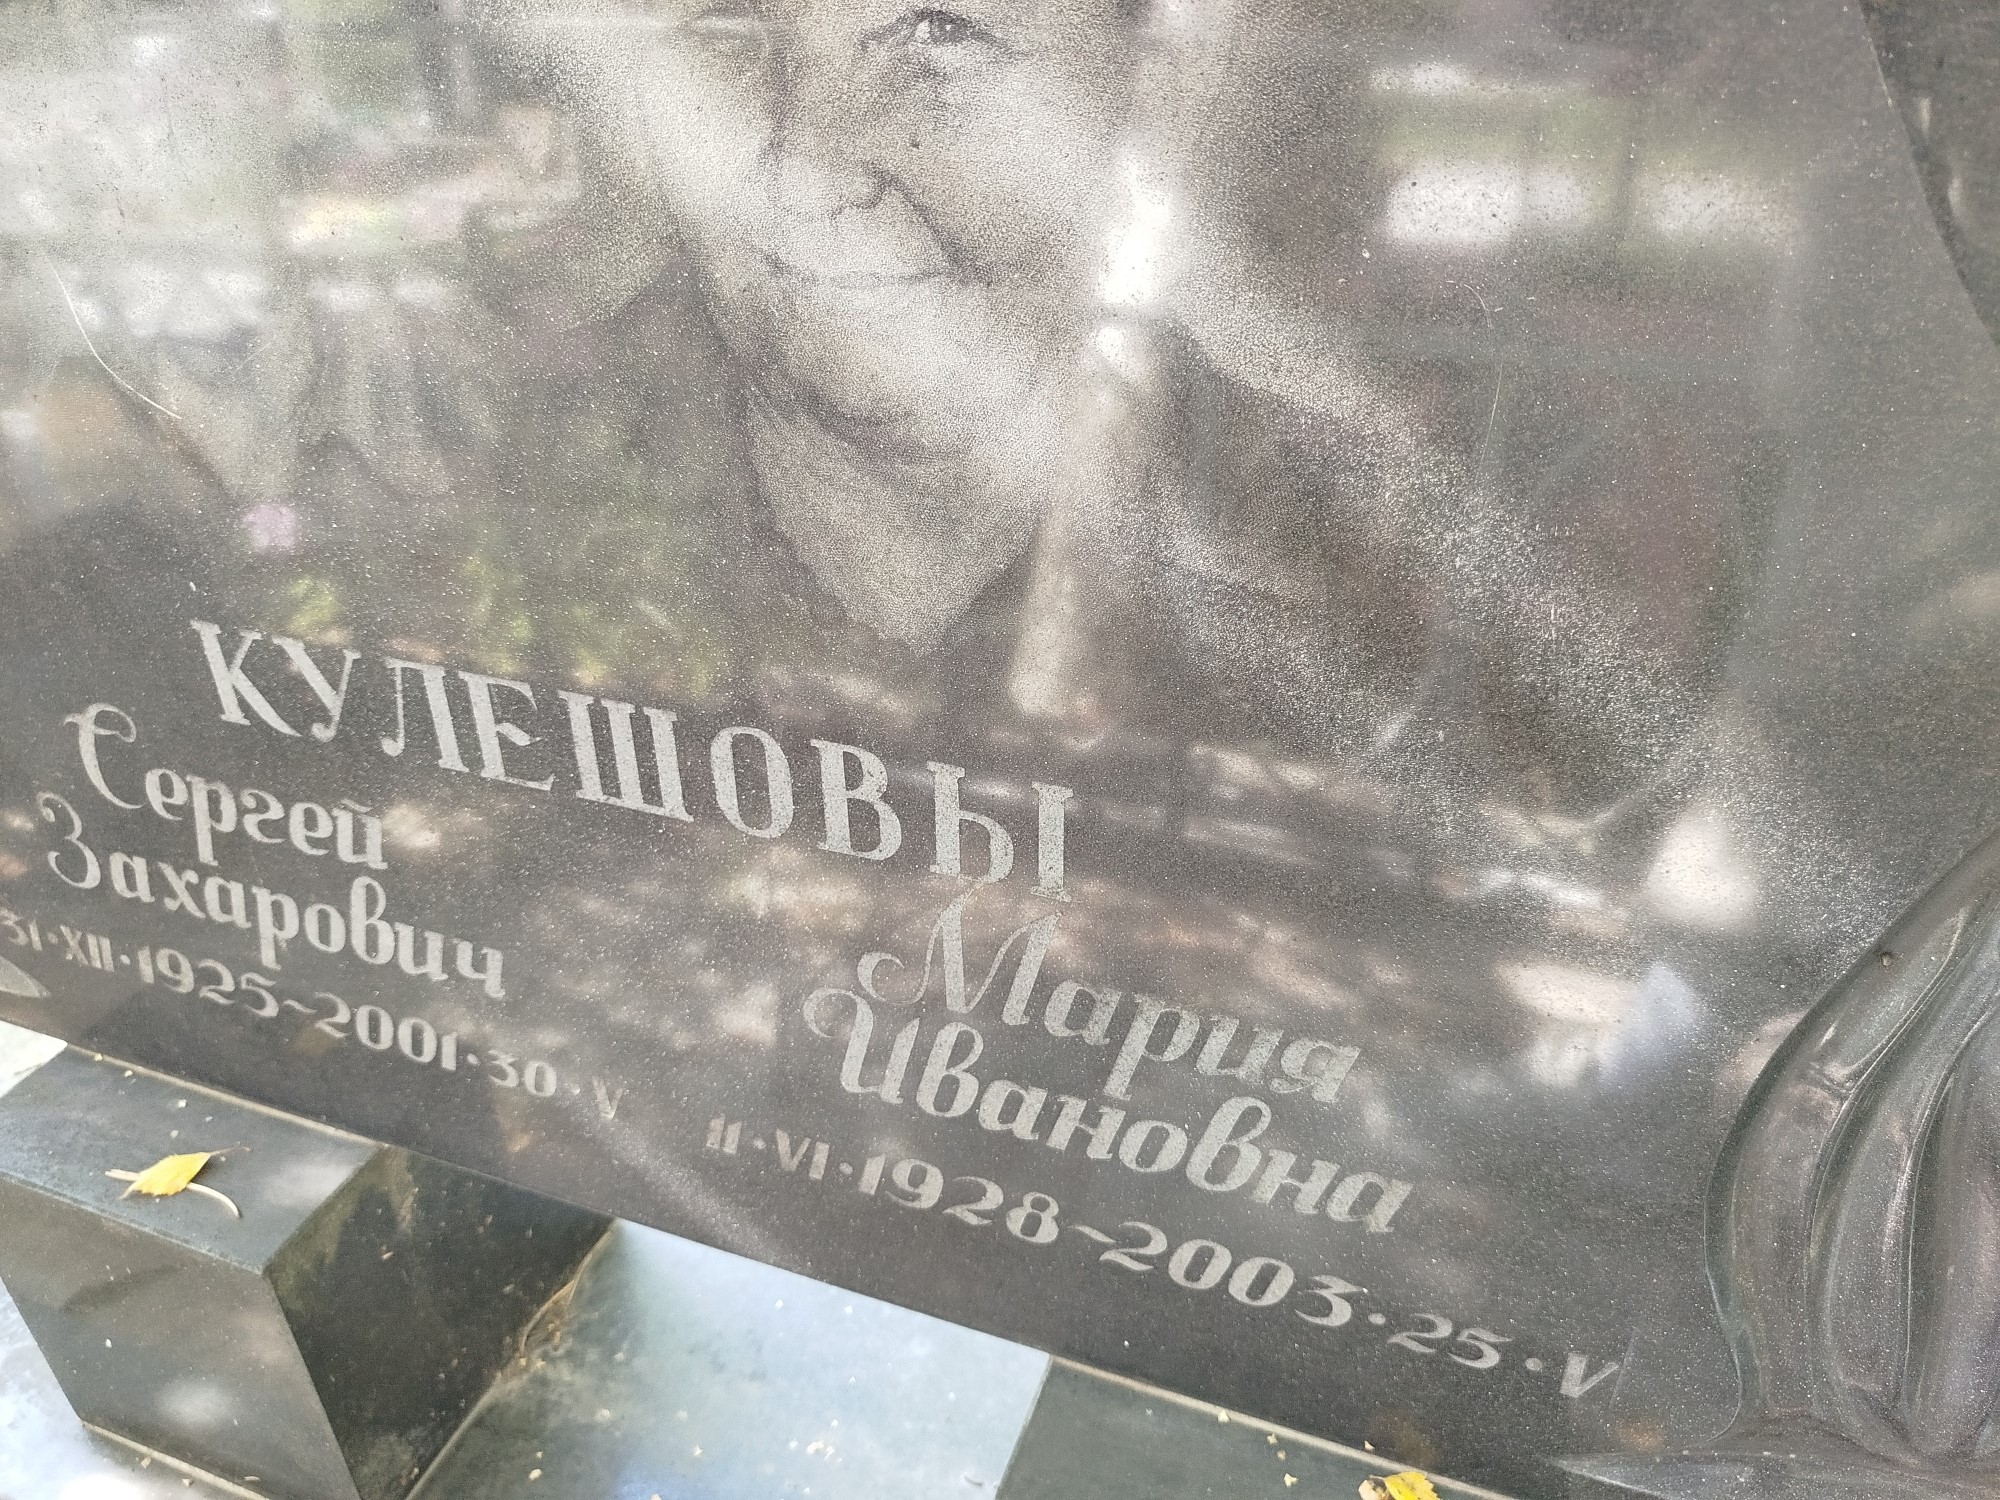 КУЛЕШОВЫ
Сергей
Захарович
31·XII·1925~2001·30·V
Мария
Ивановна
11·VI·1928~2003·25·V